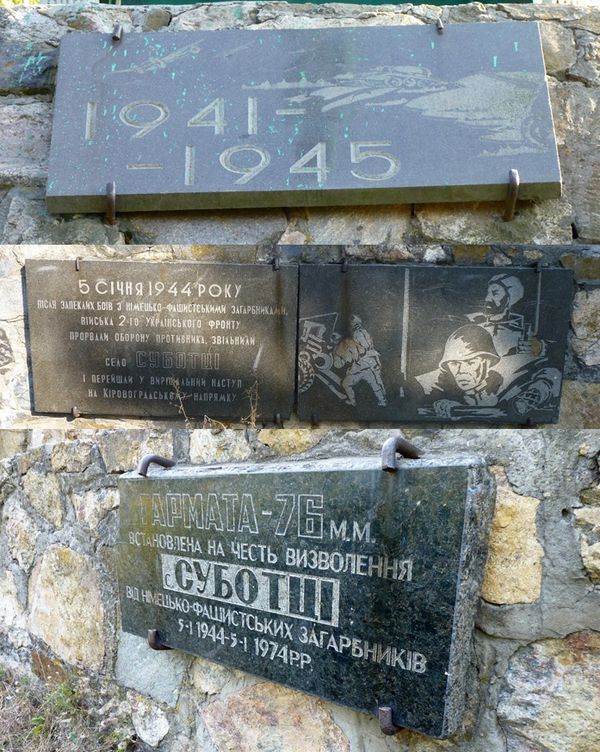 1941-
-1945
5 СІЧНЯ 1944 РОКУ
ПІСЛЯ ЗАПЕКЛИХ БОЇВ З НІМЕЦЬКО-ФАШИСТСЬКИМИ ЗАГАРБНИКАМИ,
ВІЙСЬКА 2-ГО УКРАЇНСЬКОГО ФРОНТУ
ПРОРВАЛИ ОБОРОНУ ПРОТИВНИКА, ЗВІЛЬНИЛИ
СЕЛО СУБОТЦІ
І ПЕРЕЙШЛИ У ВИРІШАЛЬНИЙ НАСТУП
НА КІРОВОГРАДСЬКОМУ НАПРЯМКУ
ГАРМАТА-76 М.М.
ВСТАНОВЛЕНА НА ЧЕСТЬ ВИЗВОЛЕННЯ
с. СУБОТЦІ
ВІД НІМЕЦЬКО-ФАШИСТСЬКИХ ЗАГАРБНИКІВ
5-І 1944-5-І 1974 Р.Р